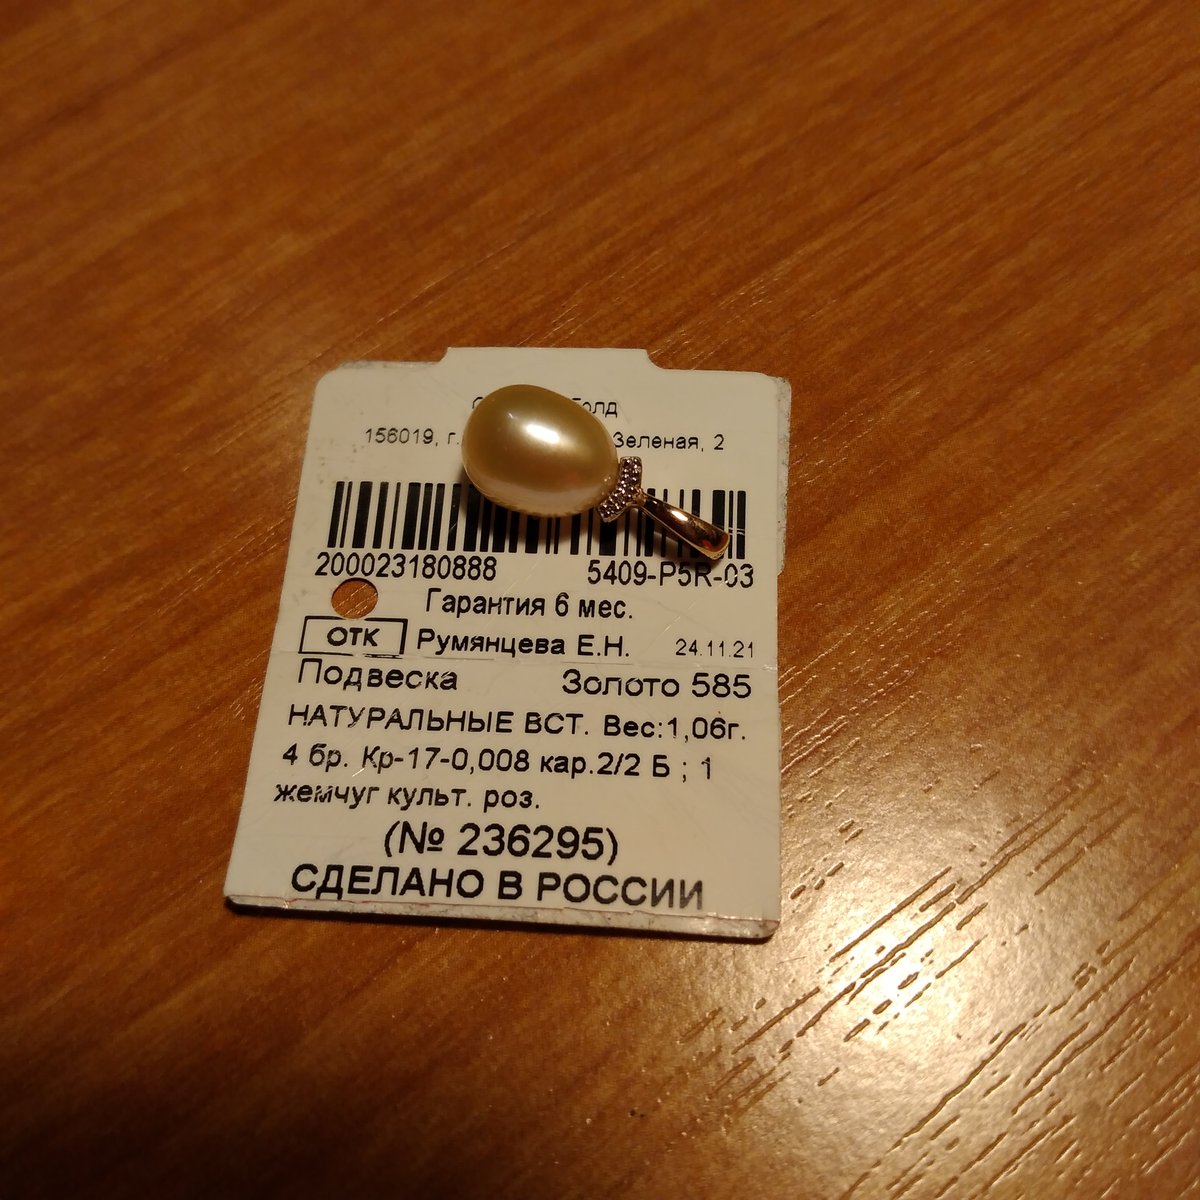 Голд
156019, г. Зеленая, 2
200023180888 5409-P5R-03
Гарантия 6 мес.
ОТК Румянцева Е.Н. 24.11.21
Подвеска Золото 585
НАТУРАЛЬНЫЕ ВСТ. Вес:1,06г.
4 бр. Кр-17-0,008 кар.2/2 Б ; 1
жемчуг культ. роз.
(№ 236295)
СДЕЛАНО В РОССИИ